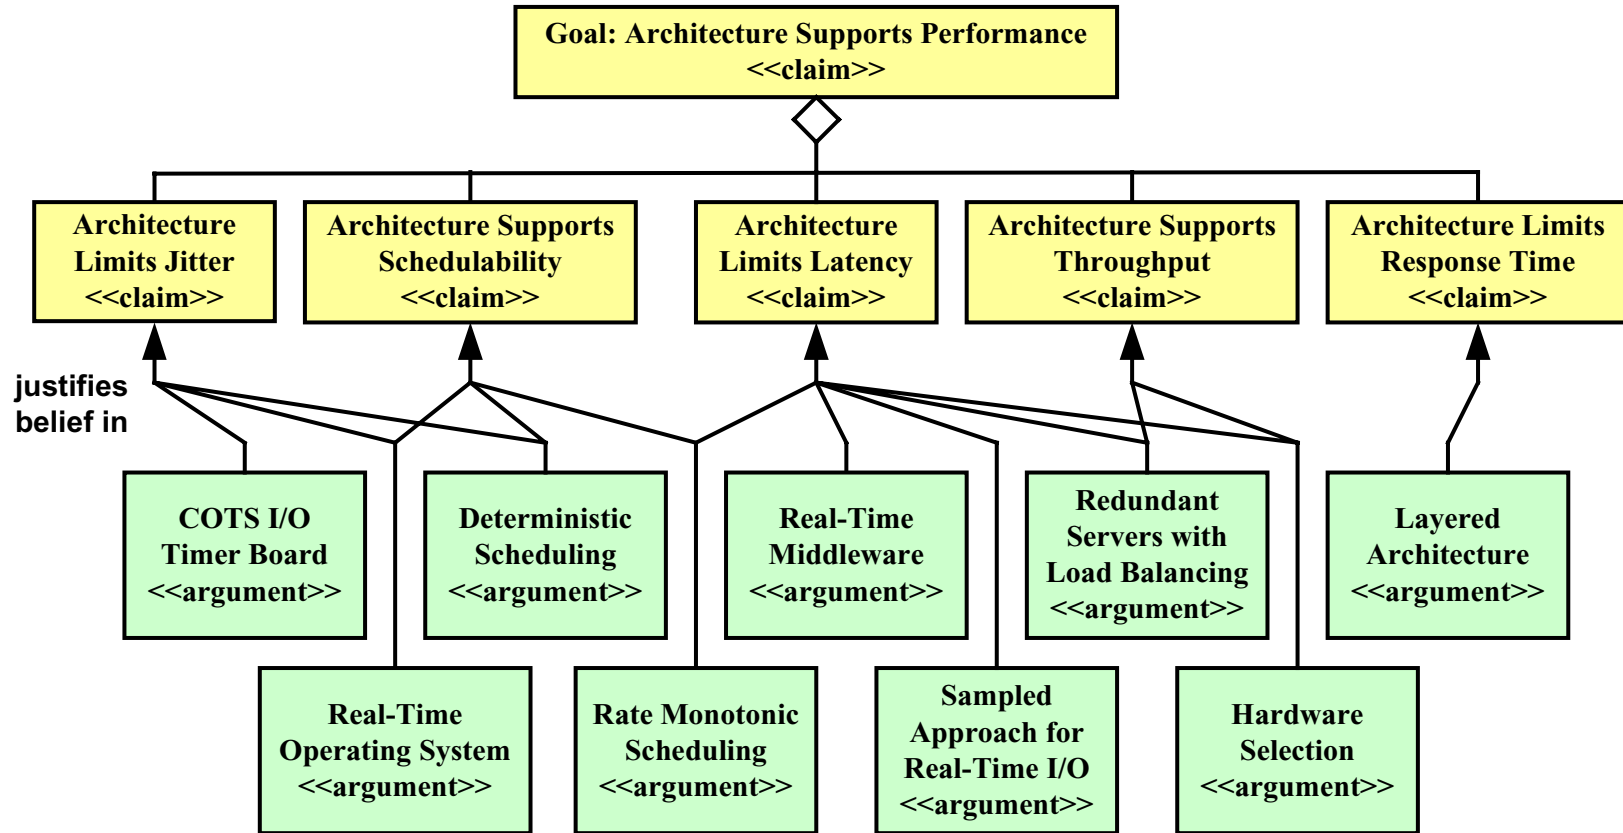 Goal: Architecture Supports Performance
<<claim>>
Architecture
Limits Jitter
<<claim>>
Architecture Supports
Schedulability
<<claim>>
Architecture
Limits Latency
<<claim>>
Architecture Supports
Throughput
<<claim>>
Architecture Limits
Response Time
<<claim>>
justifies
belief in
COTS I/O
Timer Board
<<argument>>
Deterministic
Scheduling
<<argument>>
Real-Time
Middleware
<<argument>>
Redundant
Servers with
Load Balancing
<<argument>>
Layered
Architecture
<<argument>>
Real-Time
Operating System
<<argument>>
Rate Monotonic
Scheduling
<<argument>>
Sampled
Approach for
Real-Time I/O
<<argument>>
Hardware
Selection
<<argument>>